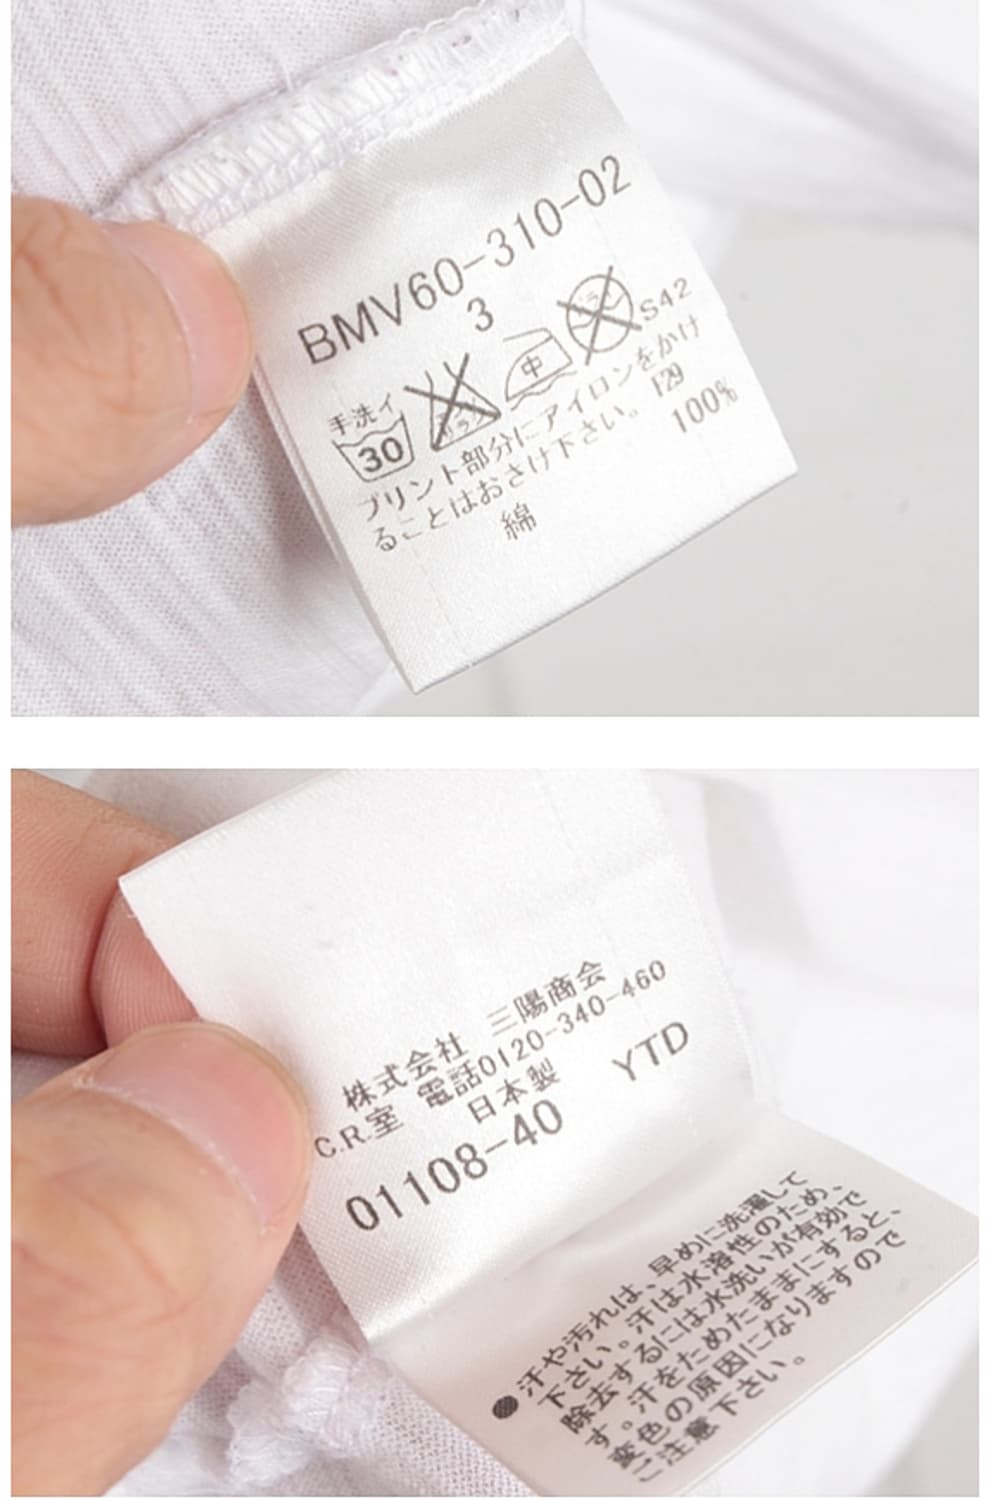 BMV60-310-02
3
手洗イ
30
中
S42
プリント部分にアイロンをかけ
ることはおさけ下さい。
綿 100%
株式会社 三陽商会
C.R.室 電話0120-340-460
日本製 YTD
01108-40
●汗や汚れは、早めに洗濯して
下さい。汗は水溶性のため、
除去するには水洗いが有効で
す。汗をためたままにすると、
変色の原因になりますので
ご注意下さい。